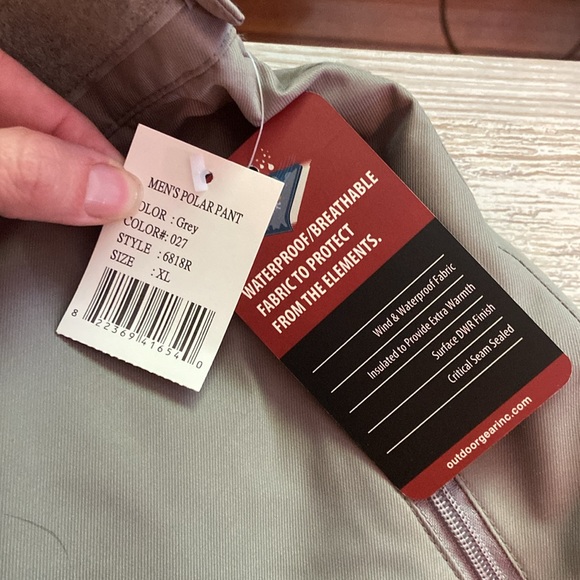 MEN'S POLAR PANT
OLOR : Grey
COLOR#: 027
STYLE : 6818R
SIZE : XL
8 22369 41654 0
WATERPROOF/BREATHABLE
FABRIC TO PROTECT
FROM THE ELEMENTS.
Wind & Waterproof Fabric
Insulated to Provide Extra Warmth
Surface DWR Finish
Critical Seam Sealed
outdoorgearinc.com